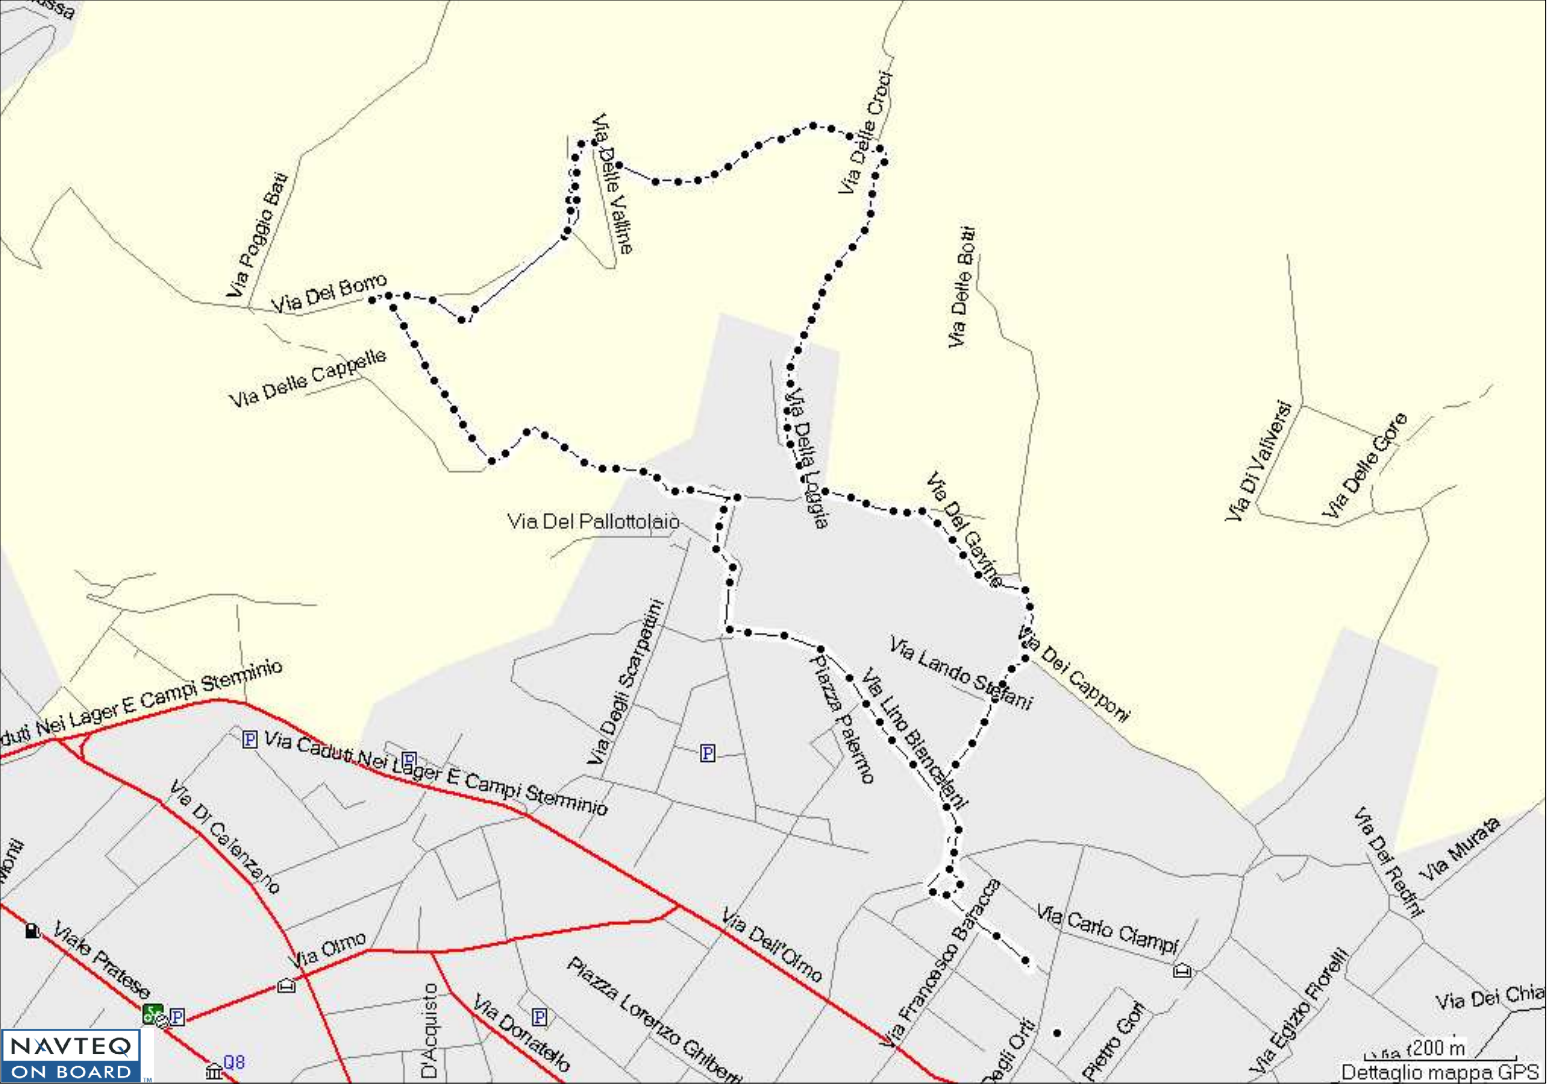 Via Delle Croci
Via Delle Valline
Via Poggio Bati
Via Del Borro
Via Delle Botti
Via Delle Cappelle
Via Della Loggia
Via Di Valiversi
Via Delle Gore
Via Del Pallottolaio
Via Del Gevine
Via Degli Scarpettini
Via Dei Capponi
Via Lando Stefani
Piazza Palermo
Via Lino Biancalani
duti Nei Lager E Campi Sterminio
P
Via Caduti Nei Lager E Campi Sterminio
P
P
Via Di Calenzano
Via Dei Redini
Via Murata
Monti
Viale Pratese
Via Olmo
Via Dell'Olmo
Via Francesco Baracca
Via Carlo Ciampi
Piazza Lorenzo Ghiberti
Via Egizio Fiorelli
Via Dei Chia
D'Acquisto
Via Donatello
P
P
Degli Orti
Pietro Gori
NAVTEQ
ON BOARD
TM
Q8
200 m
Dettaglio mappa GPS